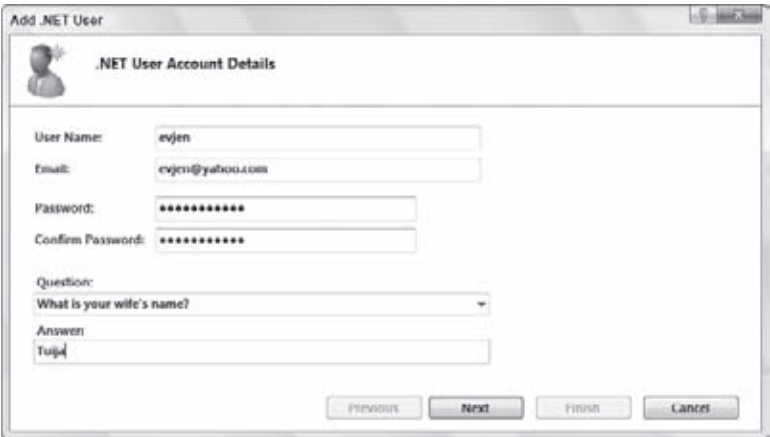 Add .NET User
.NET User Account Details
User Name: evjen
Email: evjen@yahoo.com
Password: •••••••••••
Confirm Password: •••••••••••
Question:
What is your wife's name?
Answer:
Tuija
Previous Next Finish Cancel